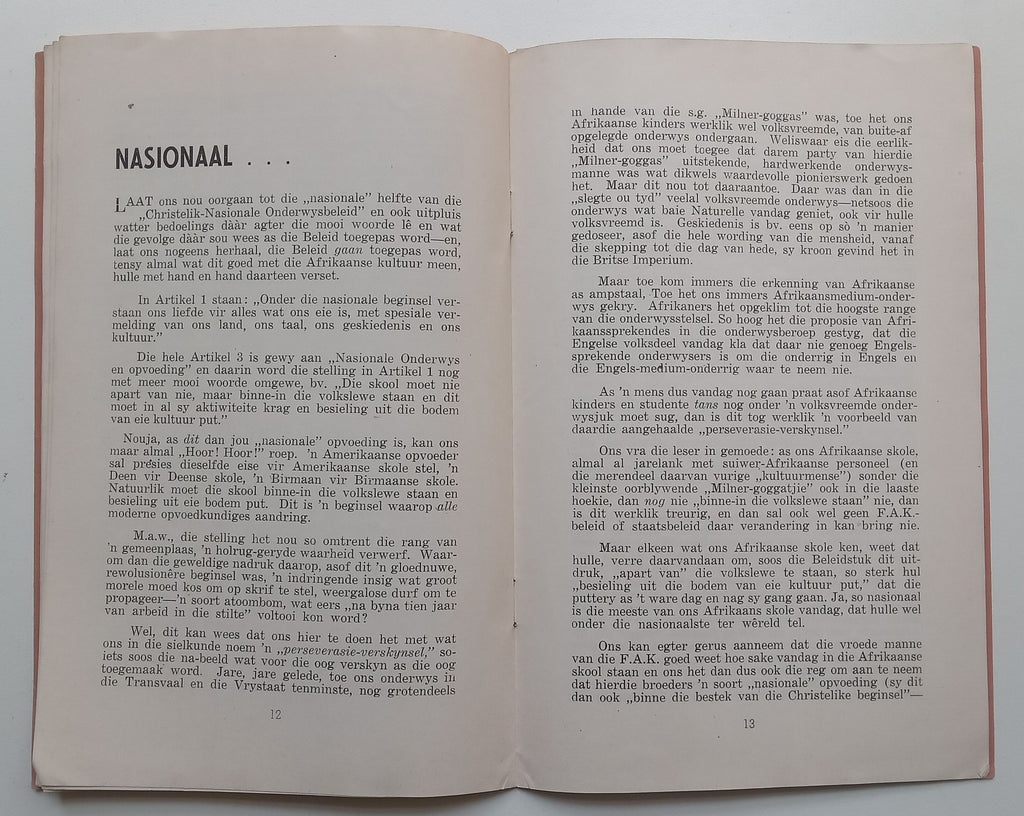 NASIONAAL . . .
LAAT ons nou oorgaan tot die „nasionale” helfte van die
„Christelik-Nasionale Onderwysbeleid” en ook uitpluis
watter bedoelings dààr agter die mooi woorde lê en wat
die gevolge dààr sou wees as die Beleid toegepas word—en,
laat ons nogeens herhaal, die Beleid gaan toegepas word,
tensy almal wat dit goed met die Afrikaanse kultuur meen,
hulle met hand en hand daarteen verset.
In Artikel 1 staan: „Onder die nasionale beginsel ver-
staan ons liefde vir alles wat ons eie is, met spesiale ver-
melding van ons land, ons taal, ons geskiedenis en ons
kultuur.”
Die hele Artikel 3 is gewy aan „Nasionale Onderwys
en opvoeding” en daarin word die stelling in Artikel 1 nog
met meer mooi woorde omgewe, bv. „Die skool moet nie
apart van nie, maar binne-in die volkslewe staan en dit
moet in al sy aktiwiteite krag en besieling uit die bodem
van eie kultuur put.”
Nouja, as dit dan jou „nasionale” opvoeding is, kan ons
maar almal „Hoor! Hoor!” roep. 'n Amerikaanse opvoeder
sal presies dieselfde eise vir Amerikaanse skole stel, 'n
Deen vir Deense skole, 'n Birmaan vir Birmaanse skole.
Natuurlik moet die skool binne-in die volkslewe staan en
besieling uit eie bodem put. Dit is 'n beginsel waarop alle
moderne opvoedkundiges aandring.
M.a.w., die stelling het nou so omtrent die rang van
'n gemeenplaas, 'n holrug-geryde waarheid verwerf. Waar-
om dan die geweldige nadruk daarop, asof dit 'n gloednuwe,
rewolusionêre beginsel was, 'n indringende insig wat groot
morele moed kos om op skrif te stel, weergalose durf om te
propageer—'n soort atoombom, wat eers „na byna tien jaar
van arbeid in die stilte” voltooi kon word?
Wel, dit kan wees dat ons hier te doen het met wat
ons in die sielkunde noem 'n „perseverasie-verskynsel,” so-
iets soos die na-beeld wat voor die oog verskyn as die oog
toegemaak word. Jare, jare gelede, toe ons onderwys in
die Transvaal en die Vrystaat tenminste, nog grotendeels
12
in hande van die s.g. „Milner-goggas” was, toe het ons
Afrikaanse kinders werklik wel volksvreemde, van buite-af
opgelegde onderwys ondergaan. Weliswaar eis die eerlik-
heid dat ons moet toegee dat darem party van hierdie
„Milner-goggas” uitstekende, hardwerkende onderwys-
manne was wat dikwels waardevolle pionierswerk gedoen
het. Maar dit nou tot daaraantoe. Daar was dan in die
„slegte ou tyd” veelal volksvreemde onderwys—netsoos die
onderwys wat baie Naturelle vandag geniet, ook vir hulle
volksvreemd is. Geskiedenis is bv. eens op sò 'n manier
gedoseer, asof die hele wording van die mensheid, vanaf
die skepping tot die dag van hede, sy kroon gevind het in
die Britse Imperium.
Maar toe kom immers die erkenning van Afrikaanse
as ampstaal, Toe het ons immers Afrikaansmedium-onder-
wys gekry. Afrikaners het opgeklim tot die hoogste range
van die onderwysstelsel. So hoog het die proposie van Afri-
kaanssprekendes in die onderwysberoep gestyg, dat die
Engelse volksdeel vandag kla dat daar nie genoeg Engels-
sprekende onderwysers is om die onderrig in Engels en
die Engels-medium-onderrig waar te neem nie.
As 'n mens dus vandag nog gaan praat asof Afrikaanse
kinders en studente tans nog onder 'n volksvreemde onder-
wysjuk moet sug, dan is dit tog werklik 'n voorbeeld van
daardie aangehaalde „perseverasie-verskynsel.”
Ons vra die leser in gemoede: as ons Afrikaanse skole,
almal al jarelank met suiwer-Afrikaanse personeel (en
die merendeel daarvan vurige „kultuurmense”) sonder die
kleinste oorblywende „Milner-goggatjie” ook in die laaste
hoekie, dan nog nie „binne-in die volkslewe staan” nie, dan
is dit werklik treurig, en dan sal ook wel geen F.A.K.-
beleid of staatsbeleid daar verandering in kan bring nie.
Maar elkeen wat ons Afrikaanse skole ken, weet dat
hulle, verre daarvandaan om, soos die Beleidstuk dit uit-
druk, „apart van” die volkslewe te staan, so sterk hul
„besieling uit die bodem van eie kultuur put,” dat die
puttery as 't ware dag en nag sy gang gaan. Ja, so nasionaal
is die meeste van ons Afrikaans skole vandag, dat hulle wel
onder die nasionaalste ter wêreld tel.
Ons kan egter gerus aanneem dat die vroede manne
van die F.A.K. goed weet hoe sake vandag in die Afrikaanse
skool staan en ons het dan dus ook die reg om aan te neem
dat hierdie broeders 'n soort „nasionale” opvoeding (sy dit
dan ook „binne die bestek van die Christelike beginsel”—
13